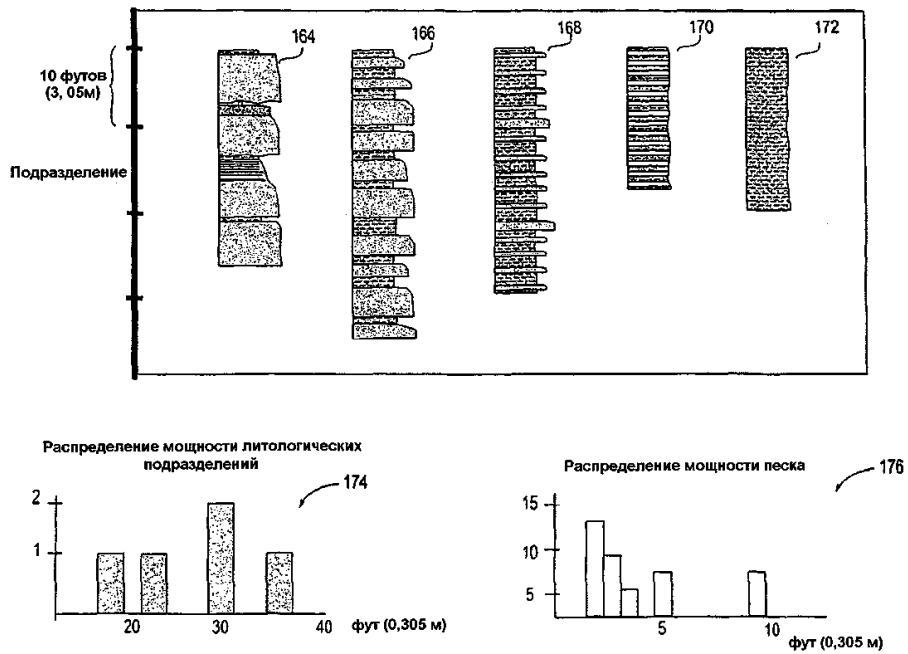 164
166
168
170
172
10 футов
(3, 05м)
Подразделение
Распределение мощности литологических
подразделений
174
2
1
20
30
40
фут (0,305 м)
Распределение мощности песка
176
15
10
5
5
10
фут (0,305 м)